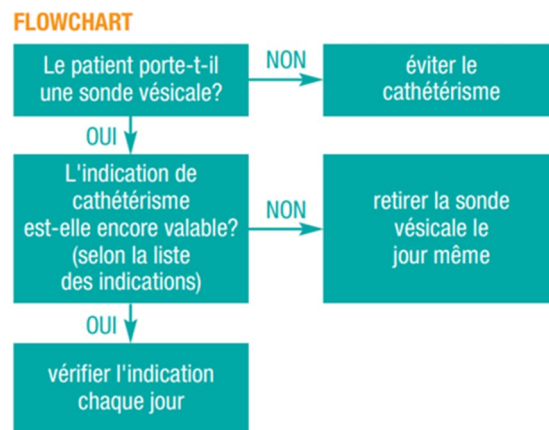 FLOWCHART
Le patient porte-t-il
une sonde vésicale?
NON
éviter le
cathétérisme
OUI
L'indication de
cathétérisme
est-elle encore valable?
(selon la liste
des indications)
NON
retirer la sonde
vésicale le
jour même
OUI
vérifier l'indication
chaque jour